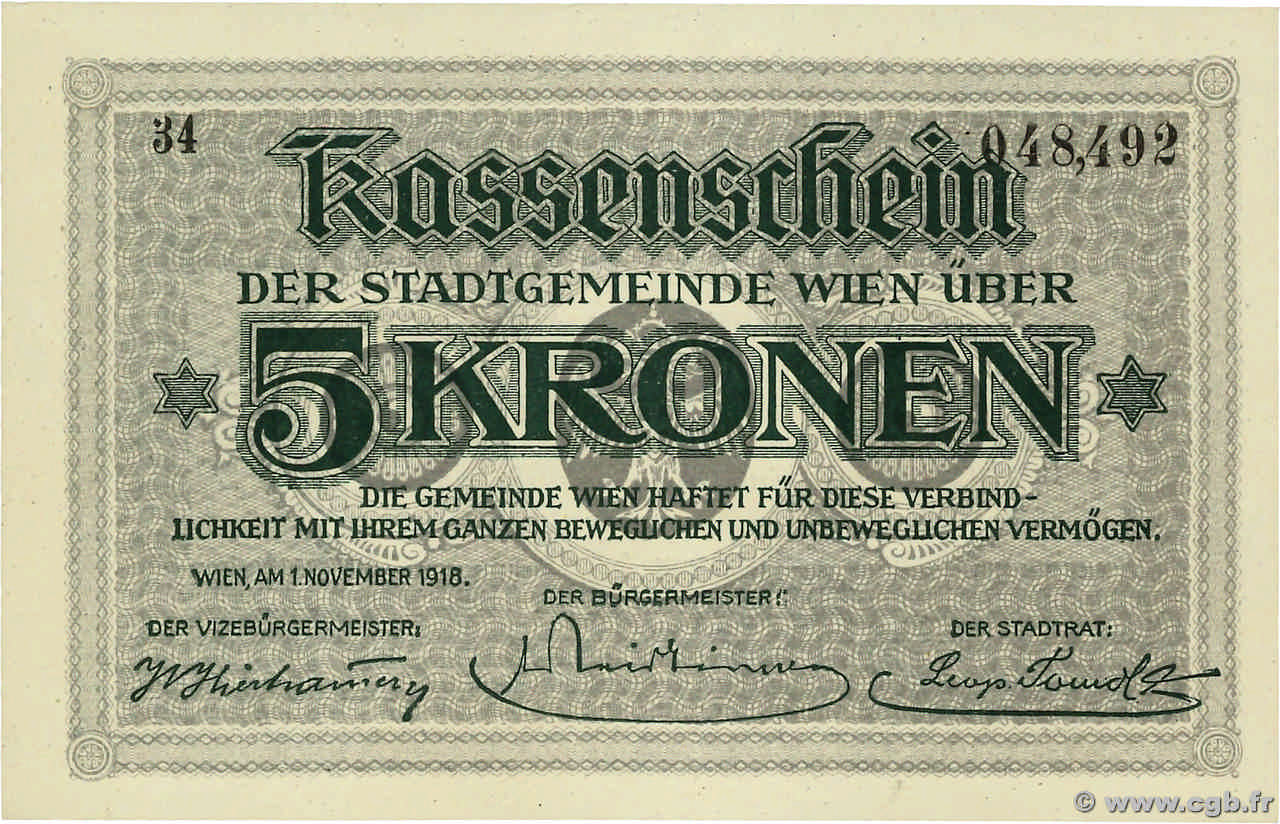 34 048,492
Kassenschein
DER STADTGEMEINDE WIEN ÜBER
5 KRONEN
DIE GEMEINDE WIEN HAFTET FÜR DIESE VERBIND-
LICHKEIT MIT IHREM GANZEN BEWEGLICHEN UND UNBEWEGLICHEN VERMÖGEN.
WIEN, AM 1. NOVEMBER 1918.
DER BÜRGERMEISTER:
DER VIZEBÜRGERMEISTER:
DER STADTRAT:
Leop.
© www.cgb.fr